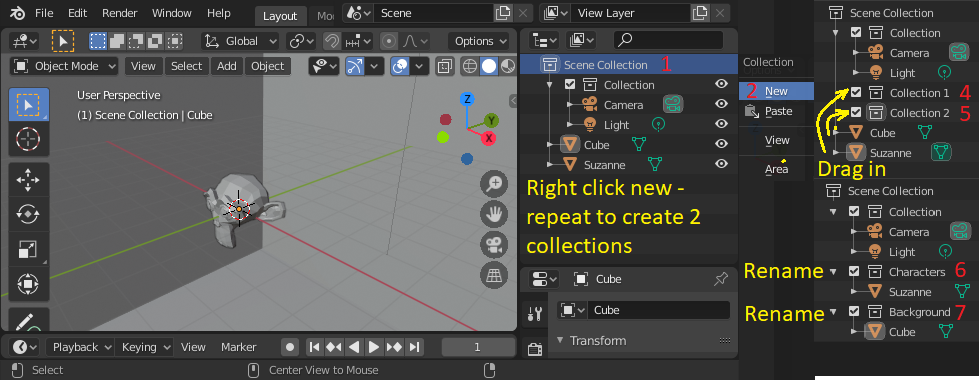 File Edit Render Window Help Layout Mo Scene View Layer
Global Options
Object Mode View Select Add Object
User Perspective
(1) Scene Collection | Cube
Z
Y
X
Scene Collection 1
Collection
Camera
Light
Cube
Suzanne
Right click new -
repeat to create 2
collections
Cube
Cube
Transform
Playback Keying View Marker 1
Select Center View to Mouse
Collection
2 New
Paste
View
Area
Scene Collection
Collection
Camera
Light
Collection 1 4
Collection 2 5
Cube
Suzanne
Drag in
Scene Collection
Collection
Camera
Light
Rename Characters 6
Suzanne
Rename Background 7
Cube